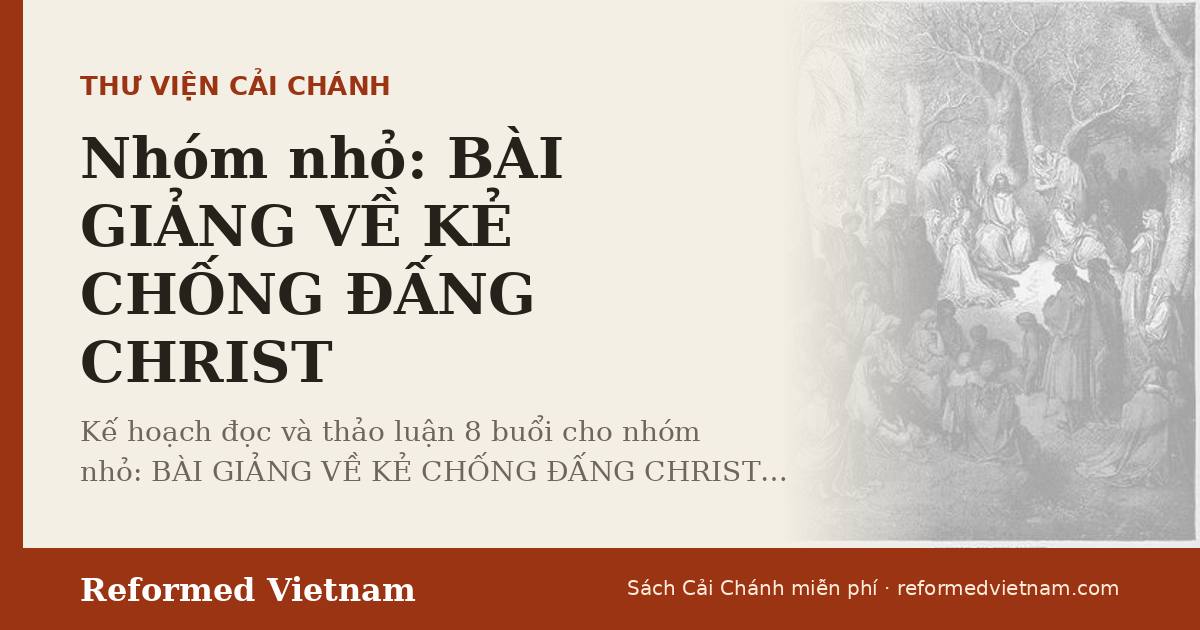 THƯ VIỆN CẢI CHÁNH
Nhóm nhỏ: BÀI
GIẢNG VỀ KẺ
CHỐNG ĐẤNG
CHRIST
Kế hoạch đọc và thảo luận 8 buổi cho nhóm
nhỏ: BÀI GIẢNG VỀ KẺ CHỐNG ĐẤNG CHRIST...
Reformed Vietnam
Sách Cải Chánh miễn phí · reformedvietnam.com